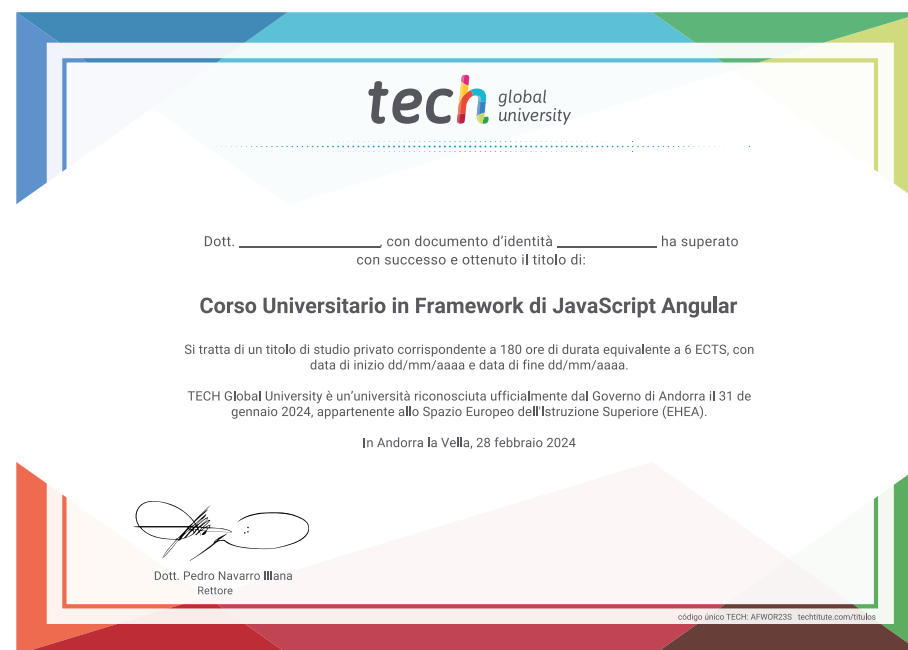 tech global university
Dott. ____________________, con documento d'identità ______________ ha superato
con successo e ottenuto il titolo di:
Corso Universitario in Framework di JavaScript Angular
Si tratta di un titolo di studio privato corrispondente a 180 ore di durata equivalente a 6 ECTS, con
data di inizio dd/mm/aaaa e data di fine dd/mm/aaaa.
TECH Global University è un'università riconosciuta ufficialmente dal Governo di Andorra il 31 de
gennaio 2024, appartenente allo Spazio Europeo dell'Istruzione Superiore (EHEA).
In Andorra la Vella, 28 febbraio 2024
Dott. Pedro Navarro Illana
Rettore
código único TECH: AFWOR23S techtitute.com/titulos